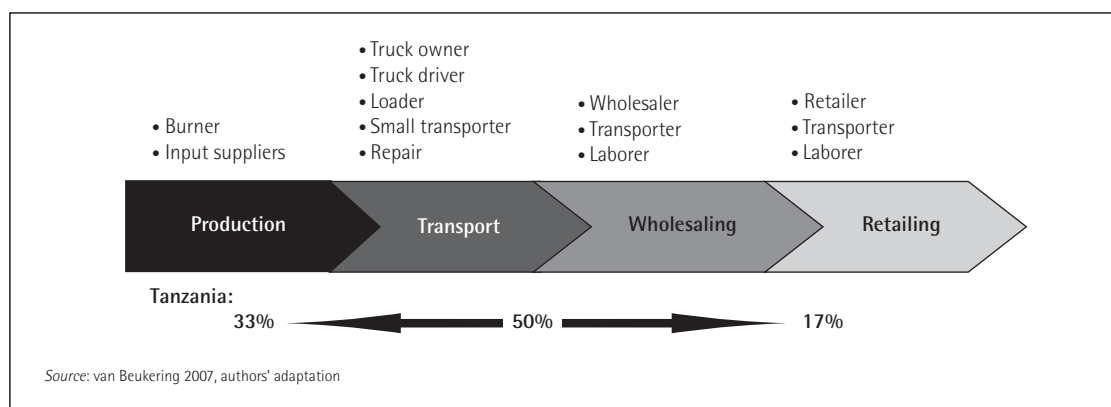 • Truck owner
• Truck driver
• Loader
• Small transporter
• Repair
• Burner
• Input suppliers
• Wholesaler
• Transporter
• Laborer
• Retailer
• Transporter
• Laborer
Production
Transport
Wholesaling
Retailing
Tanzania:
33%
50%
17%
Source: van Beukering 2007, authors' adaptation